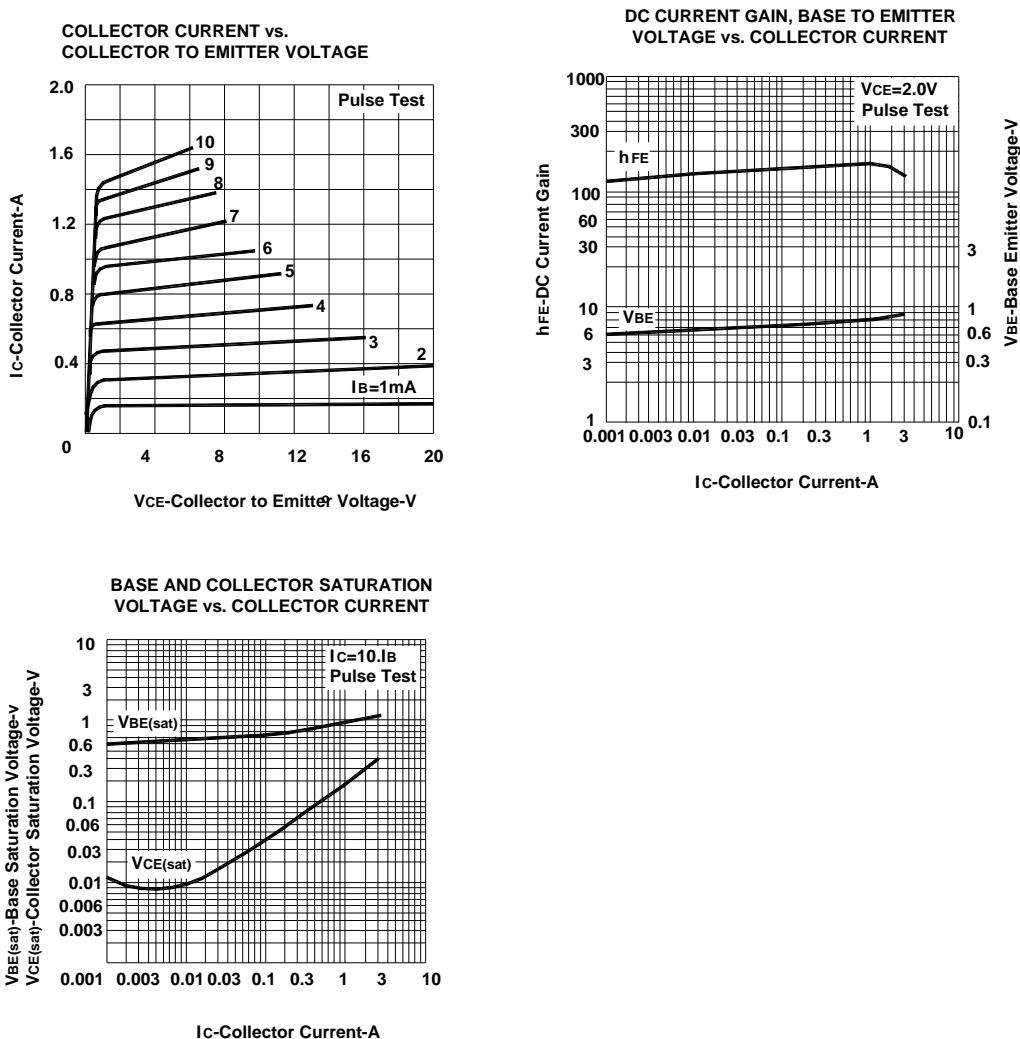 COLLECTOR CURRENT vs.
COLLECTOR TO EMITTER VOLTAGE
Pulse Test
2.0
1.6
1.2
0.8
0.4
0
10
9
8
7
6
5
4
3
2
IB=1mA
4
8
12
16
20
IC-Collector Current-A
VCE-Collector to Emitter Voltage-V
DC CURRENT GAIN, BASE TO EMITTER
VOLTAGE vs. COLLECTOR CURRENT
VCE=2.0V
Pulse Test
1000
300
100
60
30
10
6
3
1
hFE
VBE
3
1
0.6
0.3
0.1
0.001 0.003 0.01 0.03 0.1 0.3 1 3 10
hFE-DC Current Gain
VBE-Base Emitter Voltage-V
IC-Collector Current-A
BASE AND COLLECTOR SATURATION
VOLTAGE vs. COLLECTOR CURRENT
IC=10.IB
Pulse Test
10
3
1
0.6
0.3
0.1
0.06
0.03
0.01
0.006
0.003
VBE(sat)
VCE(sat)
0.001 0.003 0.01 0.03 0.1 0.3 1 3 10
VBE(sat)-Base Saturation Voltage-v
VCE(sat)-Collector Saturation Voltage-V
IC-Collector Current-A